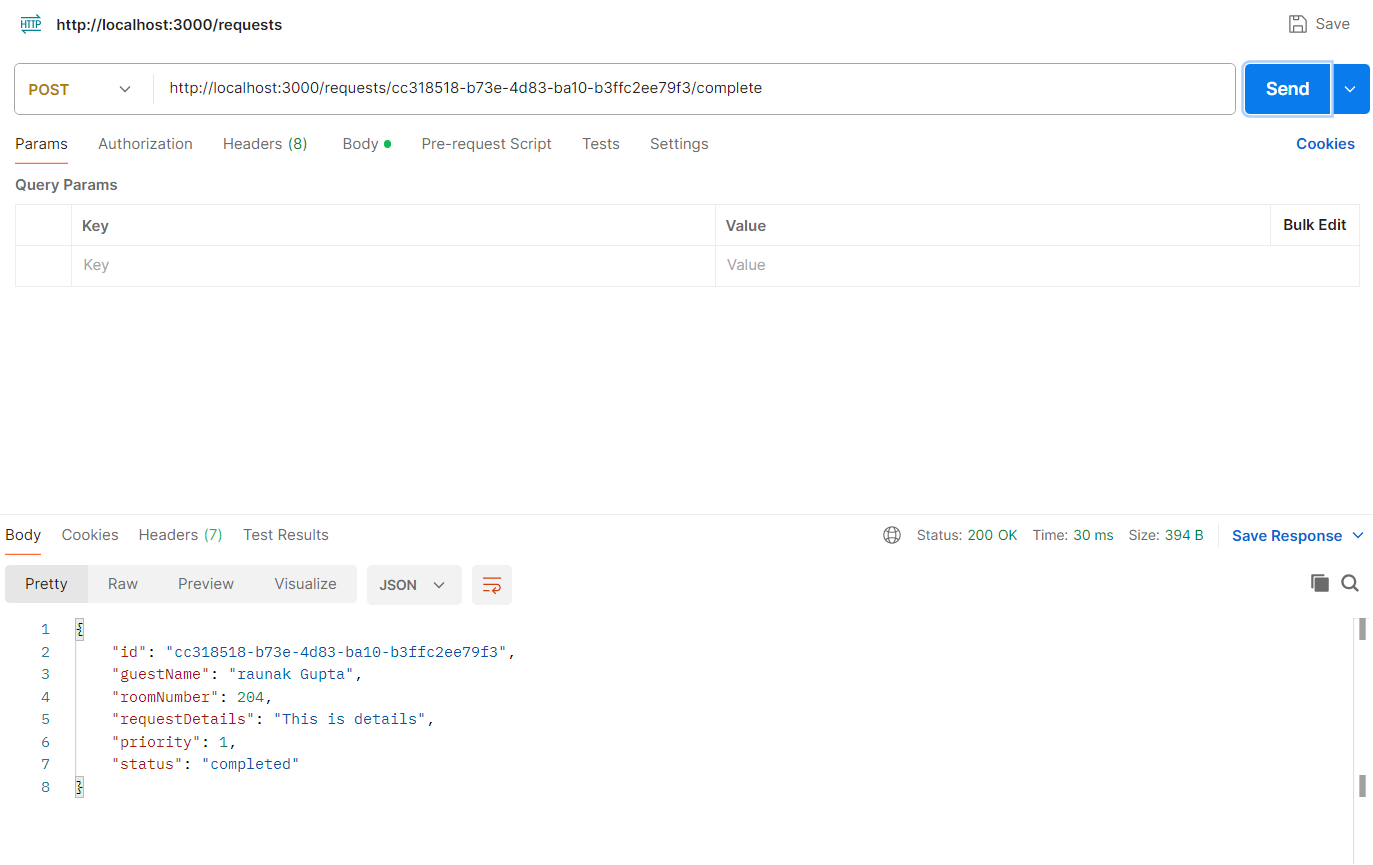 HTTP http://localhost:3000/requests Save
POST http://localhost:3000/requests/cc318518-b73e-4d83-ba10-b3ffc2ee79f3/complete Send
Params Authorization Headers (8) Body Pre-request Script Tests Settings Cookies
Query Params
Key Value Bulk Edit
Key Value
Body Cookies Headers (7) Test Results Status: 200 OK Time: 30 ms Size: 394 B Save Response
Pretty Raw Preview Visualize JSON
1 {
2 "id": "cc318518-b73e-4d83-ba10-b3ffc2ee79f3",
3 "guestName": "raunak Gupta",
4 "roomNumber": 204,
5 "requestDetails": "This is details",
6 "priority": 1,
7 "status": "completed"
8 }